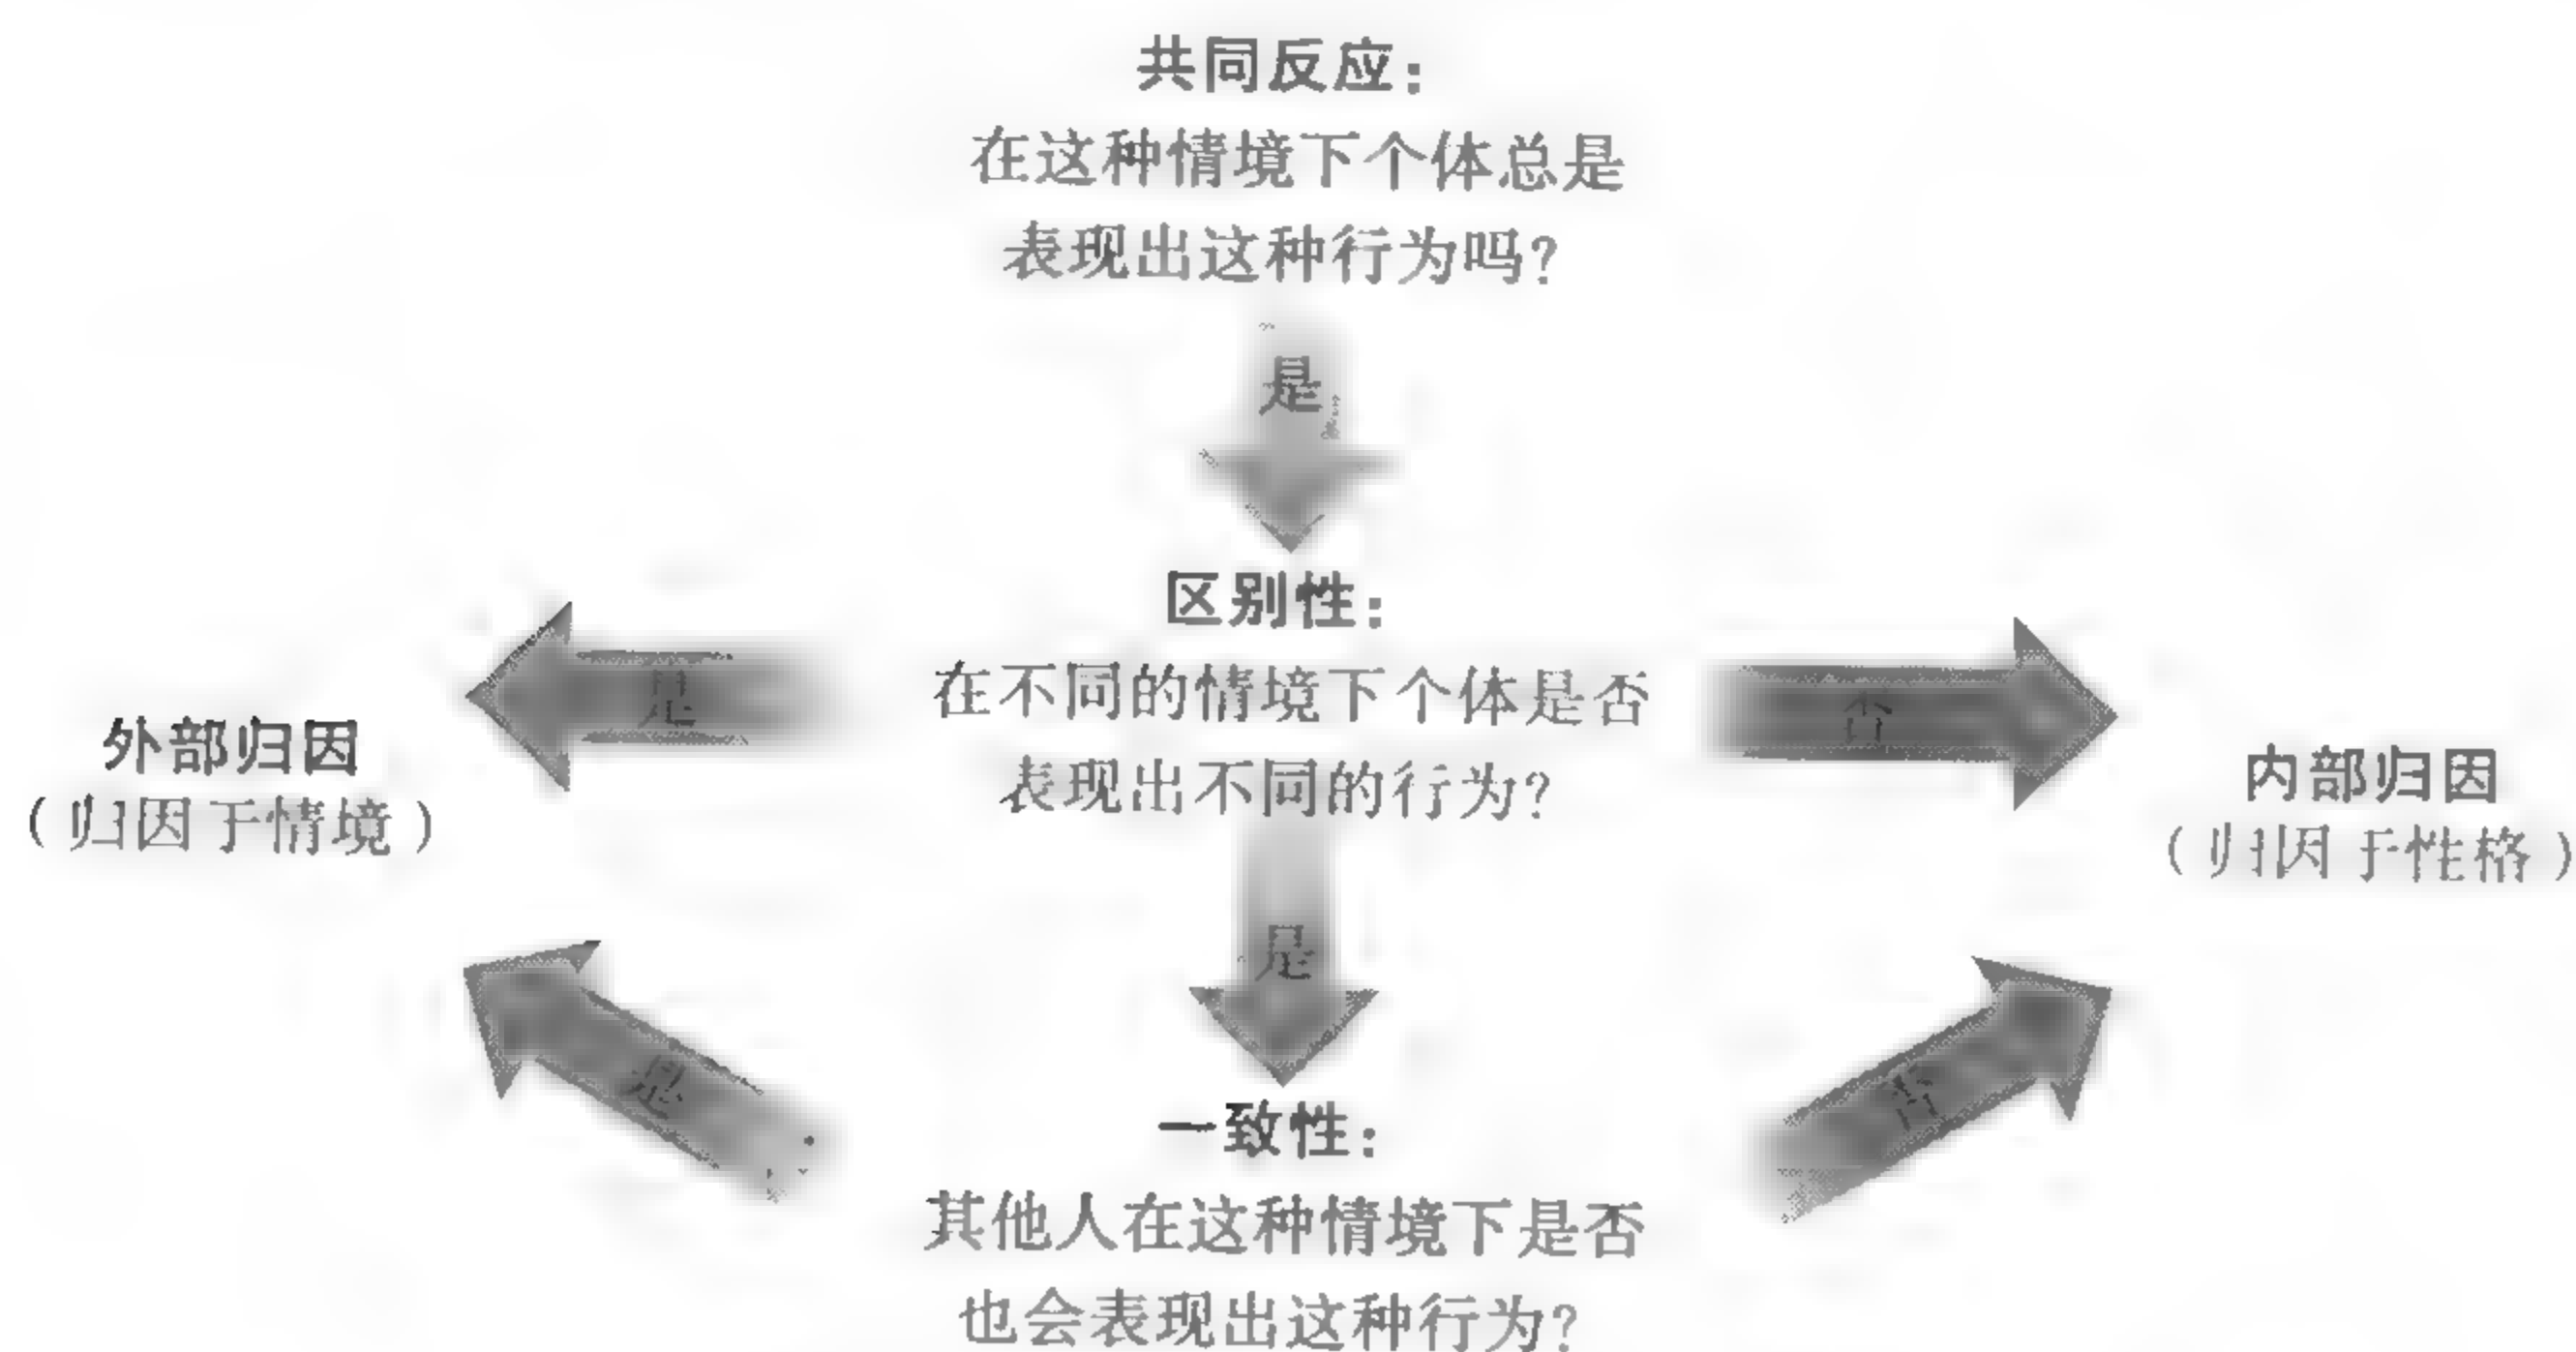 共同反应：
在这种情境下个体总是
表现出这种行为吗？
是
区别性：
在不同的情境下个体是否
表现出不同的行为？
是
否
外部归因
（归因于情境）
内部归因
（归因于性格）
是
一致性：
其他人在这种情境下是否
也会表现出这种行为？
是
否